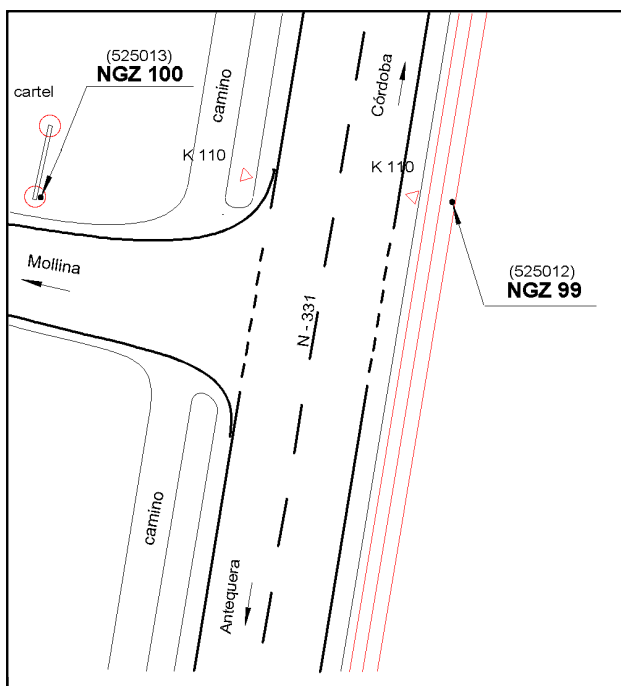 (525013)
NGZ 100
cartel
camino
Córdoba
K 110
K 110
Mollina
(525012)
NGZ 99
N - 331
camino
Antequera